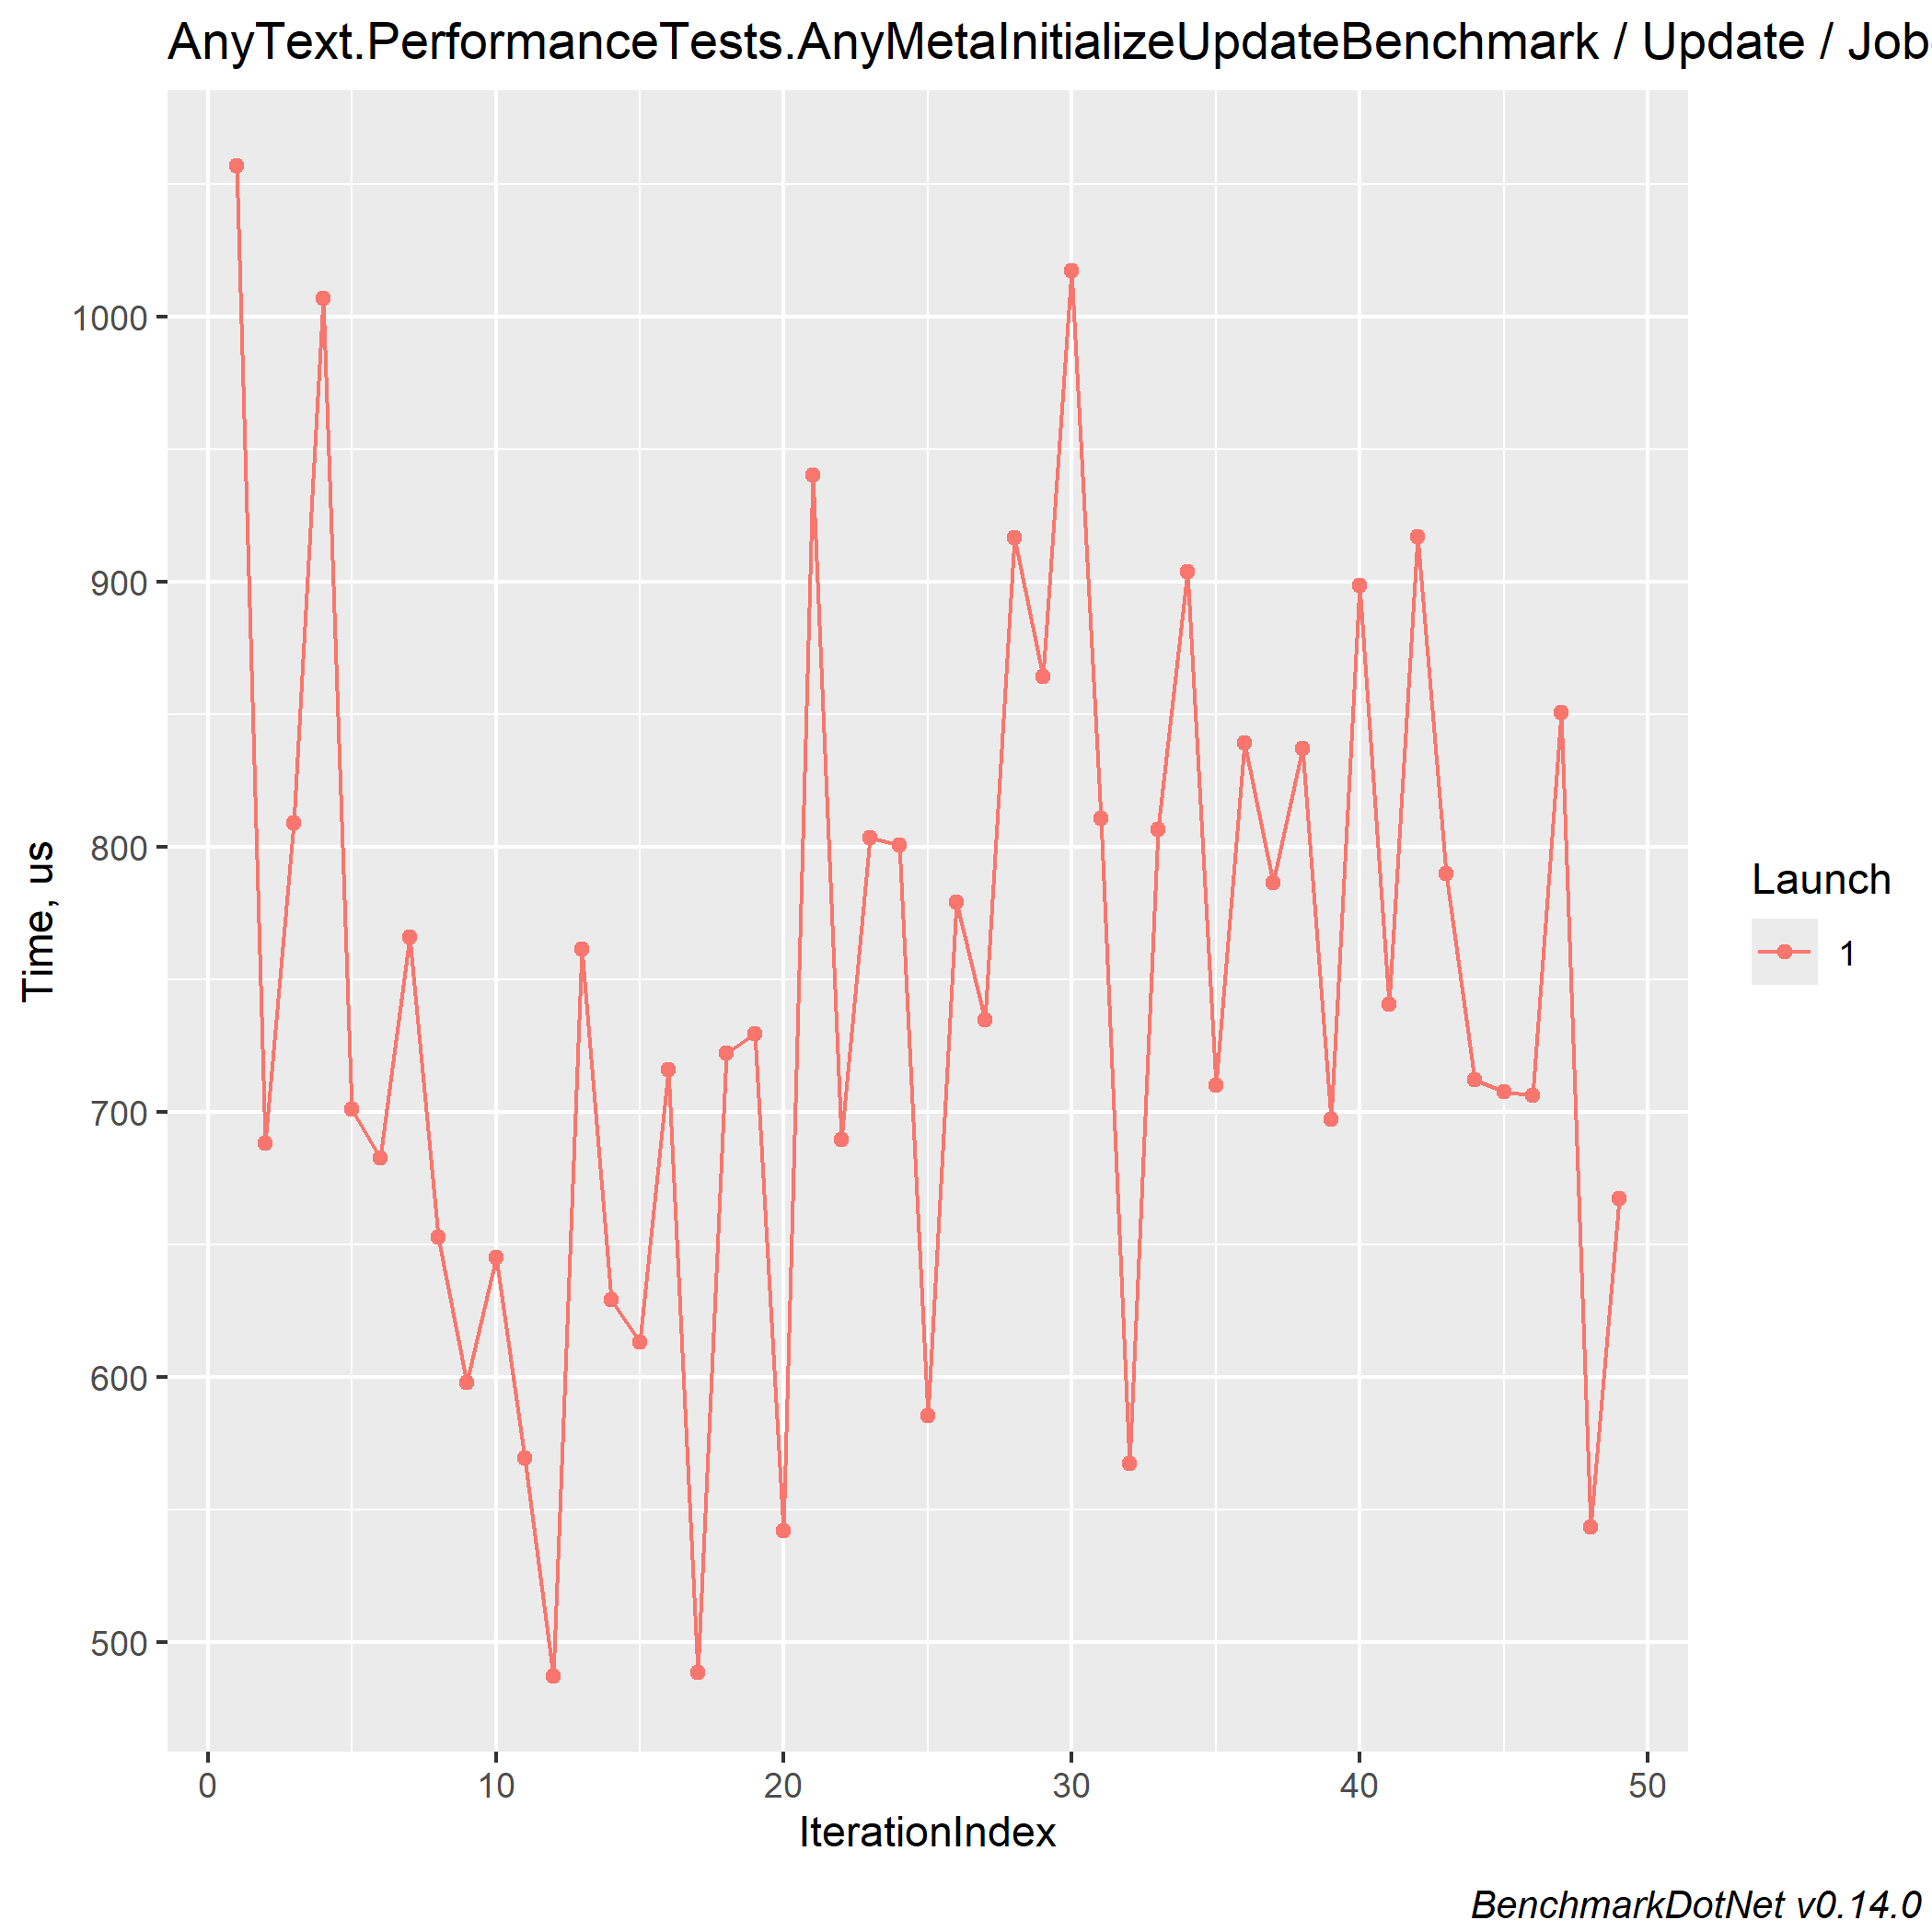 AnyText.PerformanceTests.AnyMetaInitializeUpdateBenchmark / Update / Job
Time, us
1000
900
800
700
600
500
0 10 20 30 40 50
IterationIndex
Launch
1
BenchmarkDotNet v0.14.0